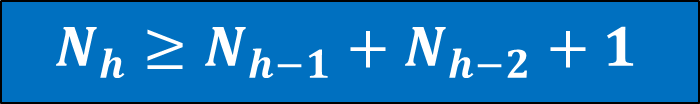 N_h ≥ N_{h−1} + N_{h−2} + 1